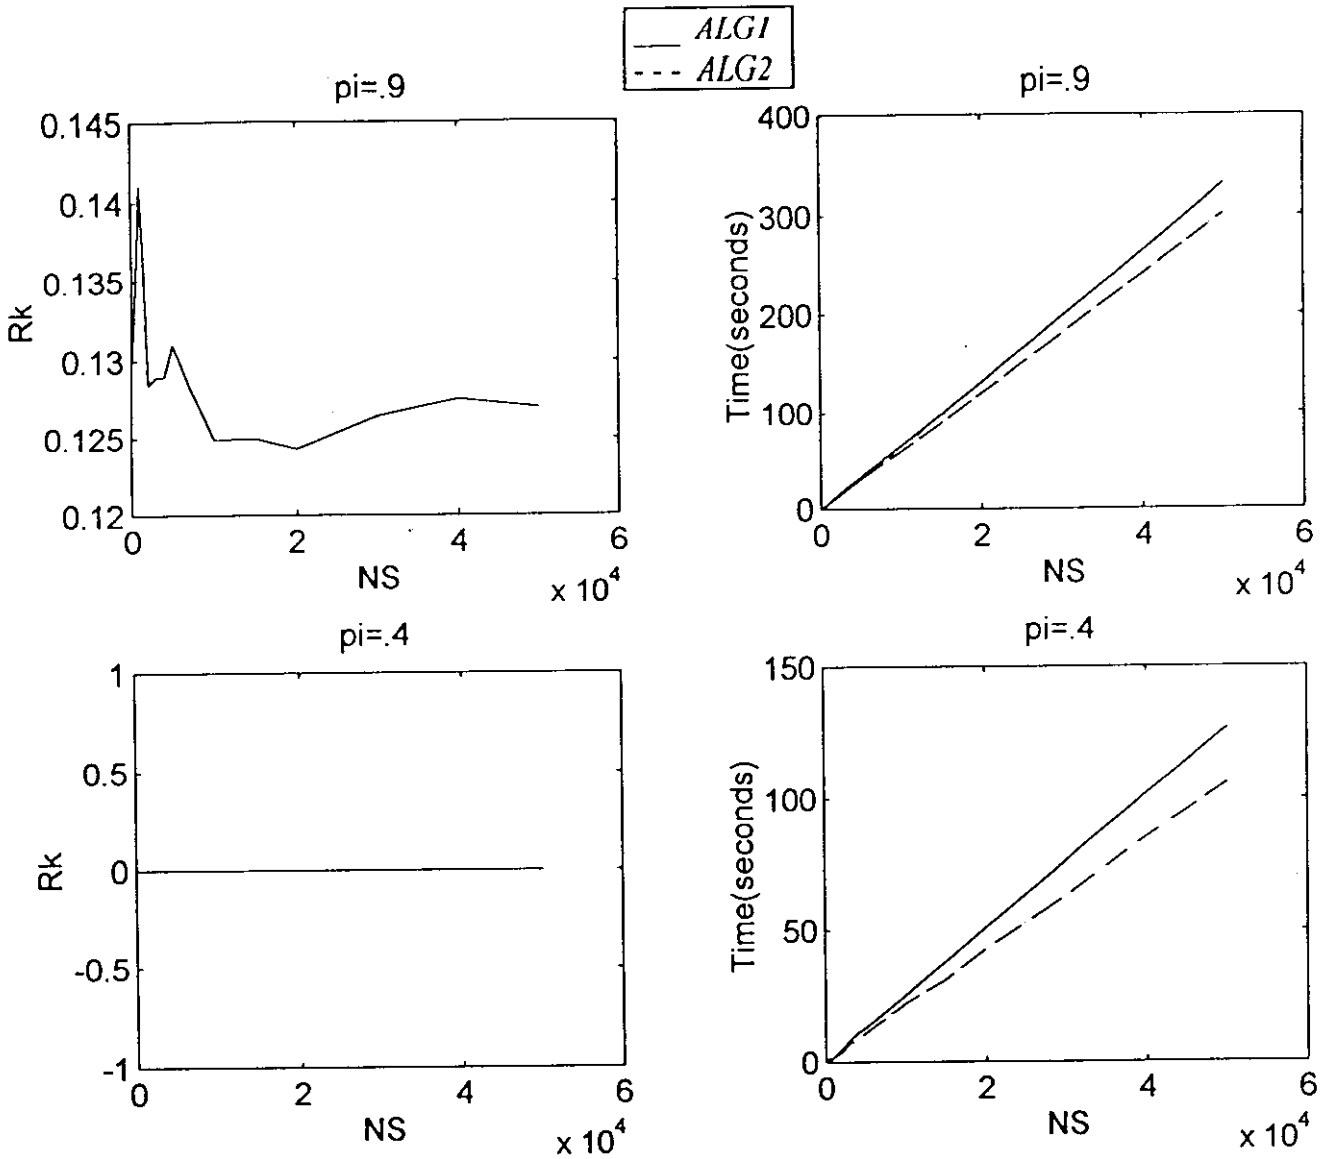 ALG1
ALG2
pi=.9
0.145
0.14
0.135
0.13
0.125
0.12
Rk
0
2
4
6
NS
x 10^4
pi=.9
400
300
200
100
0
Time(seconds)
0
2
4
6
NS
x 10^4
pi=.4
1
0.5
0
-0.5
-1
Rk
0
2
4
6
NS
x 10^4
pi=.4
150
100
50
0
Time(seconds)
0
2
4
6
NS
x 10^4